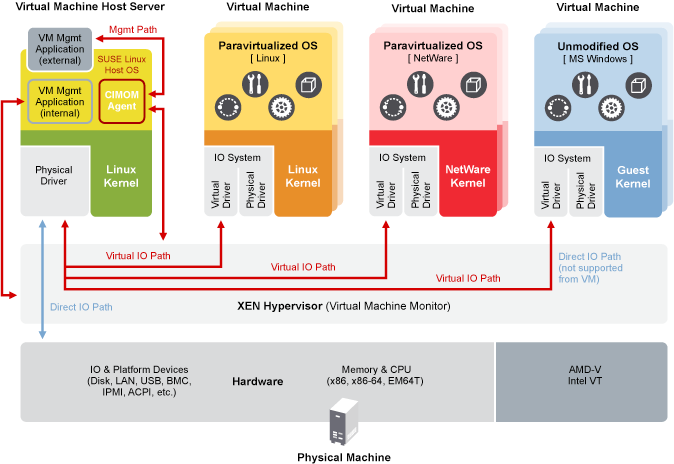 Virtual Machine Host Server
Virtual Machine
Virtual Machine
Virtual Machine
VM Mgmt
Application
(external)
Mgmt Path
SUSE Linux
Host OS
VM Mgmt
Application
(internal)
CIMOM
Agent
Physical
Driver
Linux
Kernel
Paravirtualized OS
[ Linux ]
IO System
Virtual
Driver
Physical
Driver
Linux
Kernel
Paravirtualized OS
[ NetWare ]
IO System
Virtual
Driver
Physical
Driver
NetWare
Kernel
Unmodified OS
[ MS Windows ]
IO System
Virtual
Driver
Physical
Driver
Guest
Kernel
Virtual IO Path
Virtual IO Path
Virtual IO Path
Direct IO Path
(not supported
from VM)
Direct IO Path
XEN Hypervisor (Virtual Machine Monitor)
IO & Platform Devices
(Disk, LAN, USB, BMC,
IPMI, ACPI, etc.)
Hardware
Memory & CPU
(x86, x86-64, EM64T)
AMD-V
Intel VT
Physical Machine